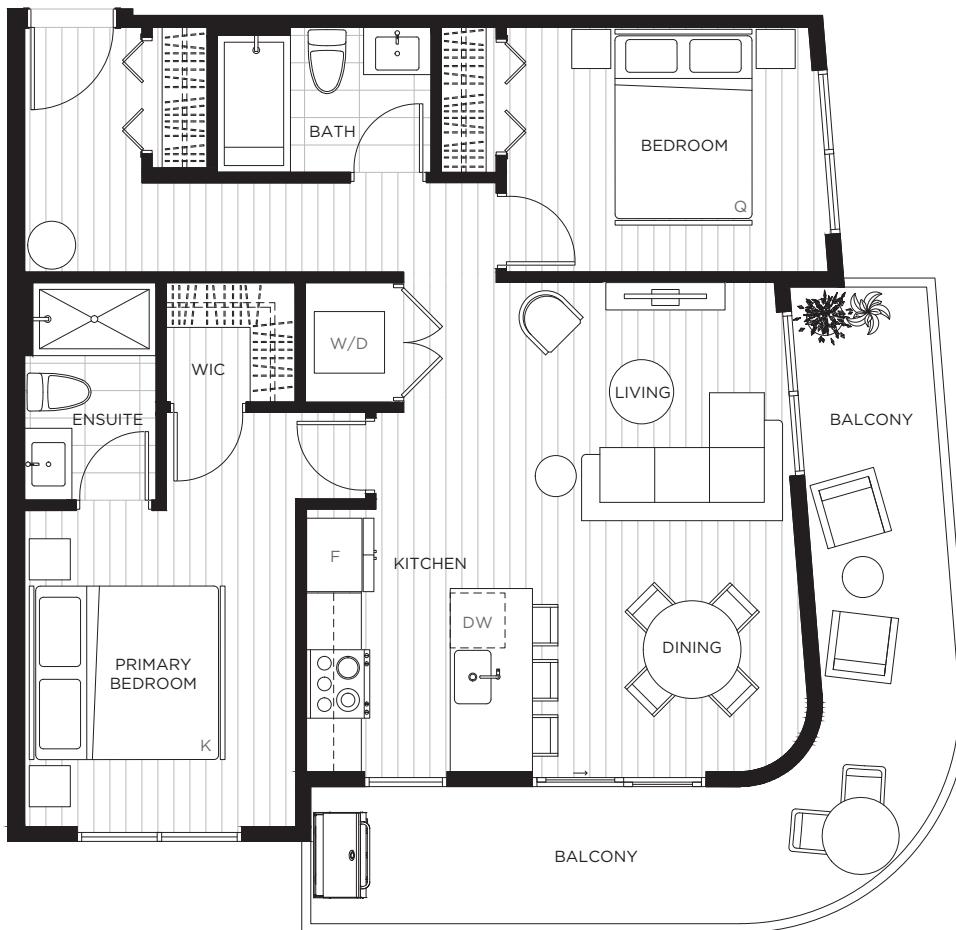 BATH
BEDROOM
Q
W/D
WIC
LIVING
ENSUITE
BALCONY
F
KITCHEN
DW
DINING
PRIMARY
BEDROOM
K
BALCONY